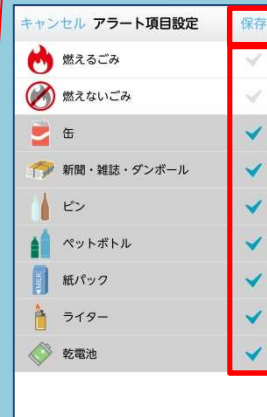 キャンセル アラート項目設定 保存
燃えるごみ
燃えないごみ
缶
新聞・雑誌・ダンボール
ビン
ペットボトル
MILK 紙パック
ライター
乾電池